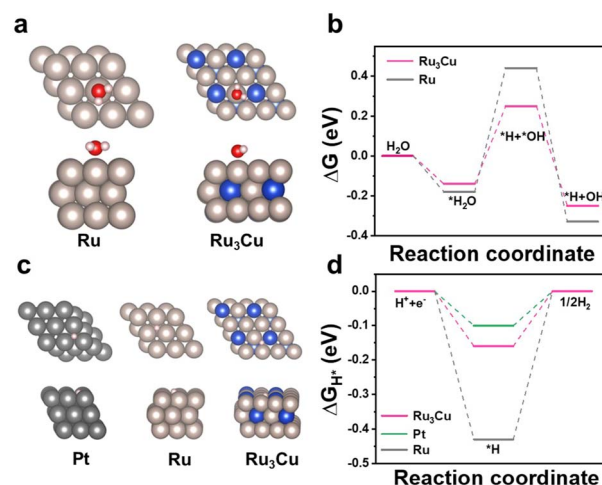 a
Ru
Ru₃Cu
b
Ru₃Cu
Ru
ΔG (eV)
0.4
0.2
0.0
-0.2
-0.4
H₂O
*H₂O
*H+*OH
*H+OH
Reaction coordinate
c
Pt
Ru
Ru₃Cu
d
ΔG_H* (eV)
0.0
-0.1
-0.2
-0.3
-0.4
-0.5
H⁺+e⁻
1/2H₂
Ru₃Cu
Pt
Ru
*H
Reaction coordinate